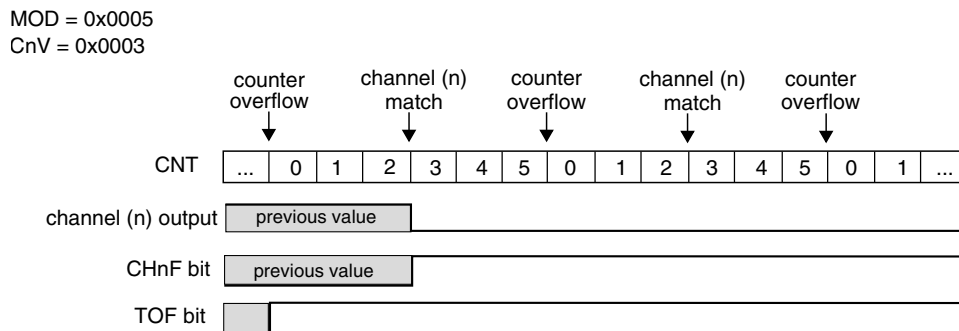 MOD = 0x0005
CnV = 0x0003
counter overflow
channel (n) match
counter overflow
channel (n) match
counter overflow
CNT ... 0 1 2 3 4 5 0 1 2 3 4 5 0 1 ...
channel (n) output previous value
CHnF bit previous value
TOF bit